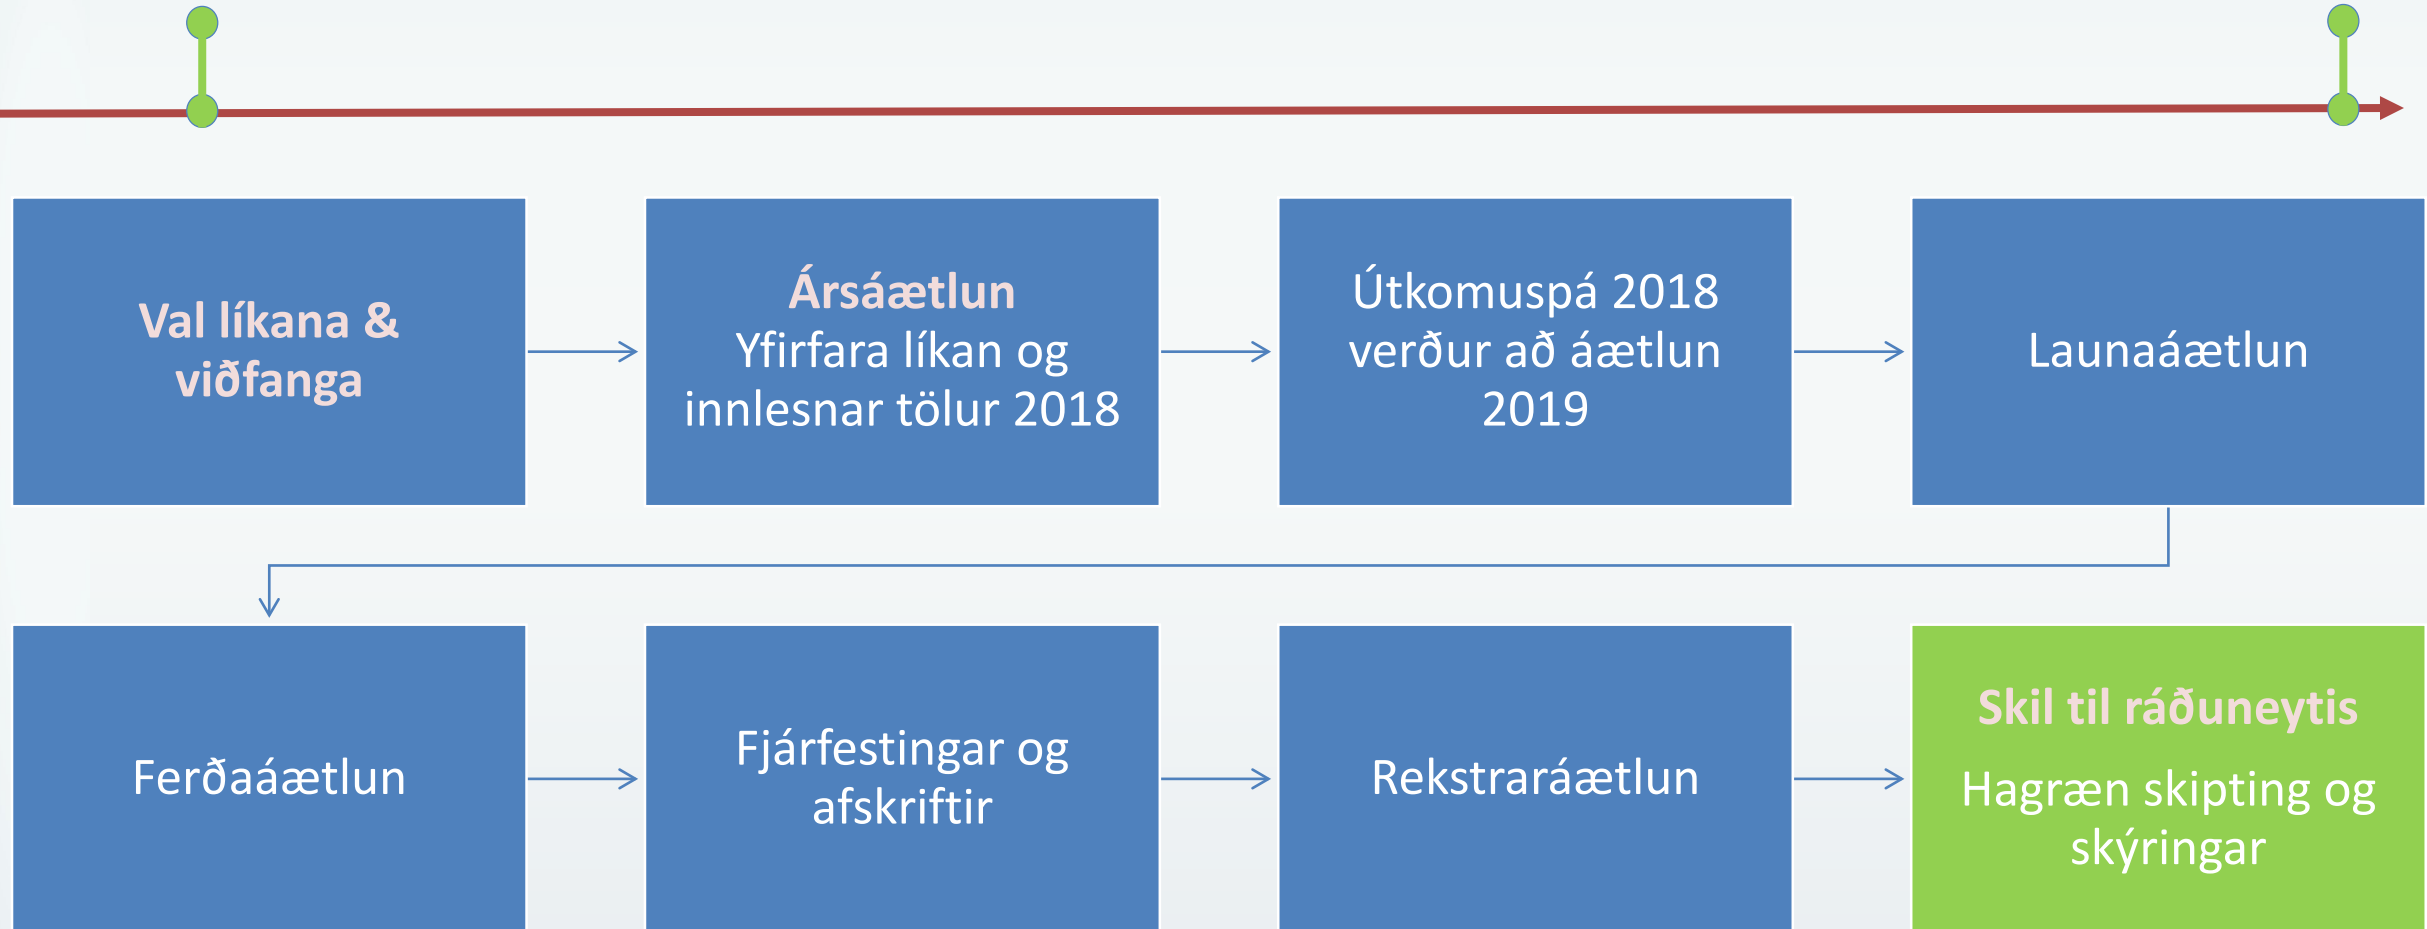 Val líkana &
viðfanga
Ársáætlun
Yfirfara líkan og
innlesnar tölur 2018
Útkomuspá 2018
verður að áætlun
2019
Launaáætlun
Ferðaáætlun
Fjárfestingar og
afskriftir
Rekstraráætlun
Skil til ráðuneytis
Hagræn skipting og
skýringar